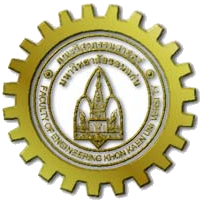 คณะวิศวกรรมศาสตร์
มหาวิทยาลัยขอนแก่น
FACULTY OF ENGINEERING KHON KAEN UNIVERSITY